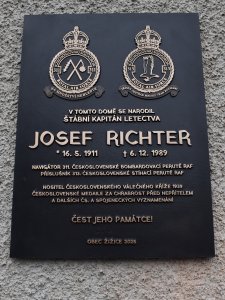 V TOMTO DOMĚ SE NARODIL
ŠTÁBNÍ KAPITÁN LETECTVA
JOSEF RICHTER
* 16. 5. 1911 † 6. 12. 1989
NAVIGÁTOR 311. ČESKOSLOVENSKÉ BOMBARDOVACÍ PERUTĚ RAF
PŘÍSLUŠNÍK 313. ČESKOSLOVENSKÉ STÍHACÍ PERUTĚ RAF
NOSITEL ČESKOSLOVENSKÉHO VÁLEČNÉHO KŘÍŽE 1939
ČESKOSLOVENSKÉ MEDAILE ZA CHRABROST PŘED NEPŘÍTELEM
A DALŠÍCH ČS. A SPOJENECKÝCH VYZNAMENÁNÍ
ČEST JEHO PAMÁTCE!
OBEC ŽIŽICE